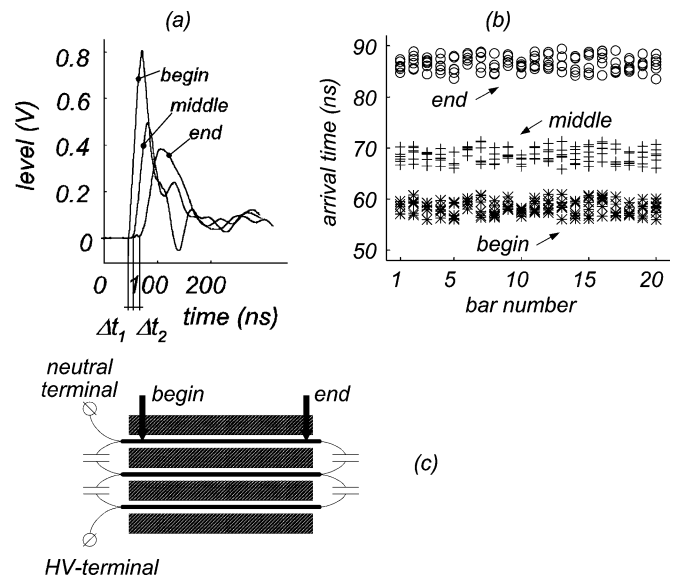 (a)
level (V)
0.8
0.6
0.4
0.2
0
begin
middle
end
0 100 200
Δt1 Δt2 time (ns)
(b)
arrival time (ns)
90
80
70
60
50
end
middle
begin
1 5 10 15 20
bar number
neutral
terminal
begin
end
(c)
HV-terminal